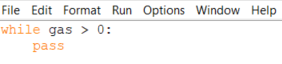 File Edit Format Run Options Window Help
while gas > 0:
    pass